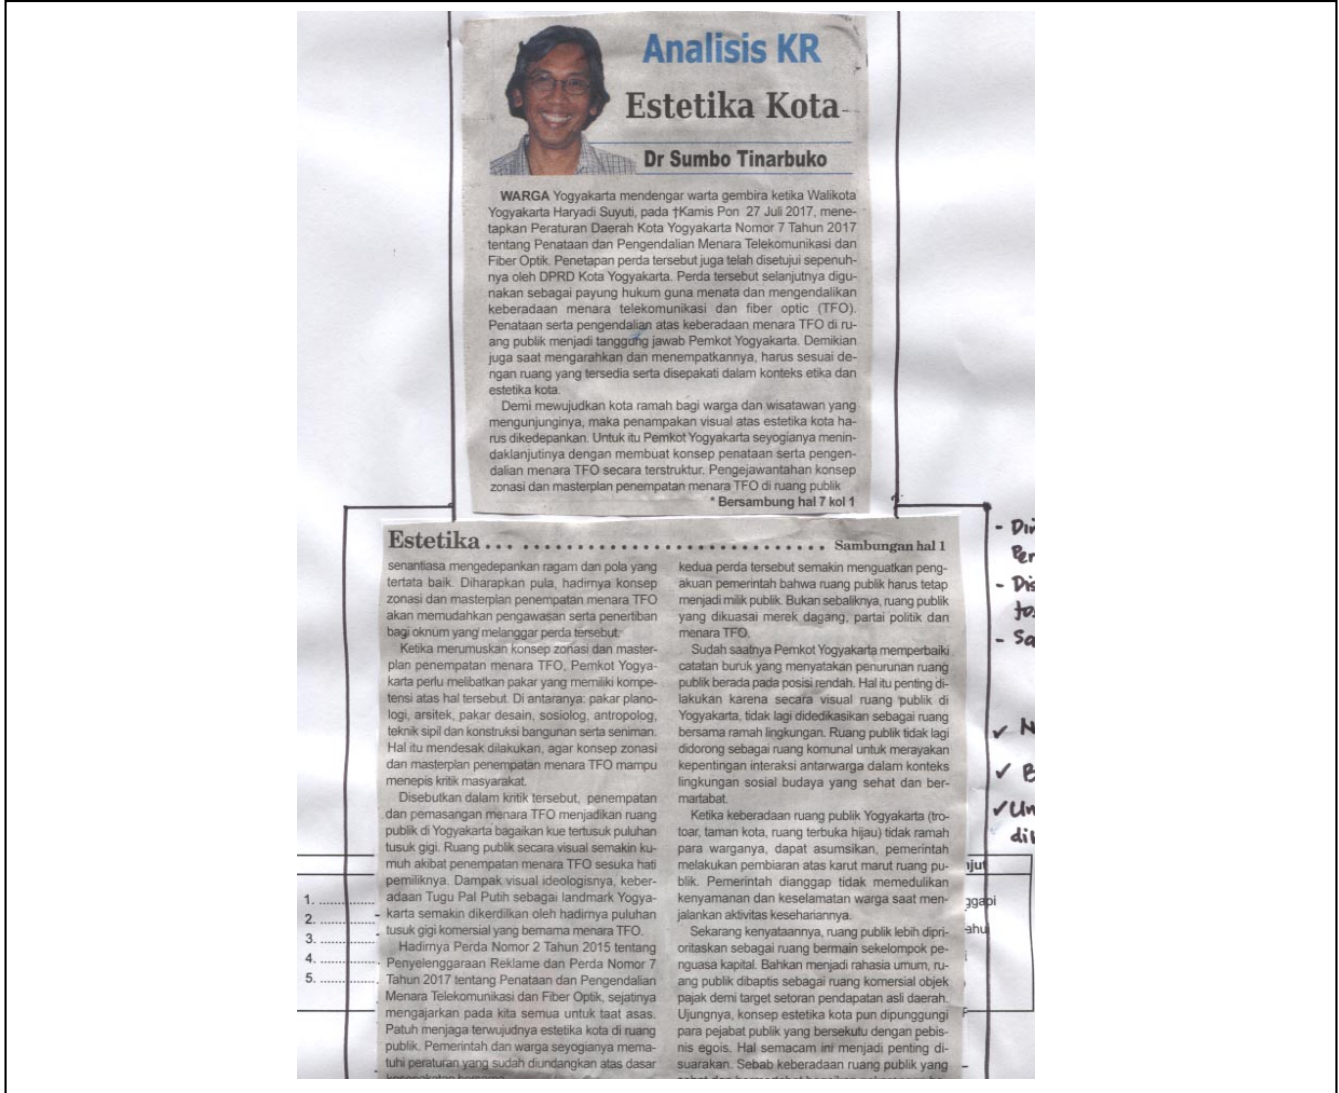 Analisis KR
Estetika Kota
Dr Sumbo Tinarbuko
WARGA Yogyakarta mendengar warta gembira ketika Walikota
Yogyakarta Haryadi Suyuti, pada †Kamis Pon 27 Juli 2017, mene-
tapkan Peraturan Daerah Kota Yogyakarta Nomor 7 Tahun 2017
tentang Penataan dan Pengendalian Menara Telekomunikasi dan
Fiber Optik. Penetapan perda tersebut juga telah disetujui sepenuh-
nya oleh DPRD Kota Yogyakarta. Perda tersebut selanjutnya digu-
nakan sebagai payung hukum guna menata dan mengendalikan
keberadaan menara telekomunikasi dan fiber optic (TFO).
Penataan serta pengendalian atas keberadaan menara TFO di ru-
ang publik menjadi tanggung jawab Pemkot Yogyakarta. Demikian
juga saat mengarahkan dan menempatkannya, harus sesuai de-
ngan ruang yang tersedia serta disepakati dalam konteks etika dan
estetika kota.
Demi mewujudkan kota ramah bagi warga dan wisatawan yang
mengunjunginya, maka penampakan visual atas estetika kota ha-
rus dikedepankan. Untuk itu Pemkot Yogyakarta seyogianya menin-
daklanjutinya dengan membuat konsep penataan serta pengen-
dalian menara TFO secara terstruktur. Pengejawantahan konsep
zonasi dan masterplan penempatan menara TFO di ruang publik
* Bersambung hal 7 kol 1
Estetika ... ............................ Sambungan hal 1
senantiasa mengedepankan ragam dan pola yang
tertata baik. Diharapkan pula, hadirnya konsep
zonasi dan masterplan penempatan menara TFO
akan memudahkan pengawasan serta penertiban
bagi oknum yang melanggar perda tersebut.
Ketika merumuskan konsep zonasi dan master-
plan penempatan menara TFO, Pemkot Yogya-
karta perlu melibatkan pakar yang memiliki kompe-
tensi atas hal tersebut. Di antaranya: pakar plano-
logi, arsitek, pakar desain, sosiolog, antropolog,
teknik sipil dan konstruksi bangunan serta seniman.
Hal itu mendesak dilakukan, agar konsep zonasi
dan masterplan penempatan menara TFO mampu
menepis kritik masyarakat.
Disebutkan dalam kritik tersebut, penempatan
dan pemasangan menara TFO menjadikan ruang
publik di Yogyakarta bagaikan kue tertusuk puluhan
tusuk gigi. Ruang publik secara visual semakin ku-
muh akibat penempatan menara TFO sesuka hati
pemiliknya. Dampak visual ideologisnya, keber-
adaan Tugu Pal Putih sebagai landmark Yogya-
karta semakin dikerdilkan oleh hadirnya puluhan
tusuk gigi komersial yang bernama menara TFO.
Hadirnya Perda Nomor 2 Tahun 2015 tentang
Penyelenggaraan Reklame dan Perda Nomor 7
Tahun 2017 tentang Penataan dan Pengendalian
Menara Telekomunikasi dan Fiber Optik, sejatinya
mengajarkan pada kita semua untuk taat asas.
Patuh menjaga terwujudnya estetika kota di ruang
publik. Pemerintah dan warga seyogianya mema-
tuhi peraturan yang sudah diundangkan atas dasar
kesepakatan bersama.
kedua perda tersebut semakin menguatkan peng-
akuan pemerintah bahwa ruang publik harus tetap
menjadi milik publik. Bukan sebaliknya, ruang publik
yang dikuasai merek dagang, partai politik dan
menara TFO.
Sudah saatnya Pemkot Yogyakarta memperbaiki
catatan buruk yang menyatakan penurunan ruang
publik berada pada posisi rendah. Hal itu penting di-
lakukan karena secara visual ruang publik di
Yogyakarta, tidak lagi didedikasikan sebagai ruang
bersama ramah lingkungan. Ruang publik tidak lagi
didorong sebagai ruang komunal untuk merayakan
kepentingan interaksi antarwarga dalam konteks
lingkungan sosial budaya yang sehat dan ber-
martabat.
Ketika keberadaan ruang publik Yogyakarta (tro-
toar, taman kota, ruang terbuka hijau) tidak ramah
para warganya, dapat asumsikan, pemerintah
melakukan pembiaran atas karut marut ruang pu-
blik. Pemerintah dianggap tidak memedulikan
kenyamanan dan keselamatan warga saat men-
jalankan aktivitas kesehariannya.
Sekarang kenyataannya, ruang publik lebih dipri-
oritaskan sebagai ruang bermain sekelompok pe-
nguasa kapital. Bahkan menjadi rahasia umum, ru-
ang publik dibaptis sebagai ruang komersial objek
pajak demi target setoran pendapatan asli daerah.
Ujungnya, konsep estetika kota pun dipunggungi
para pejabat publik yang bersekutu dengan pebis-
nis egois. Hal semacam ini menjadi penting di-
suarakan. Sebab keberadaan ruang publik yang
1. ..............
2. ..............
3. ..............
4. ..............
5. ..............
- Dis
- Sa